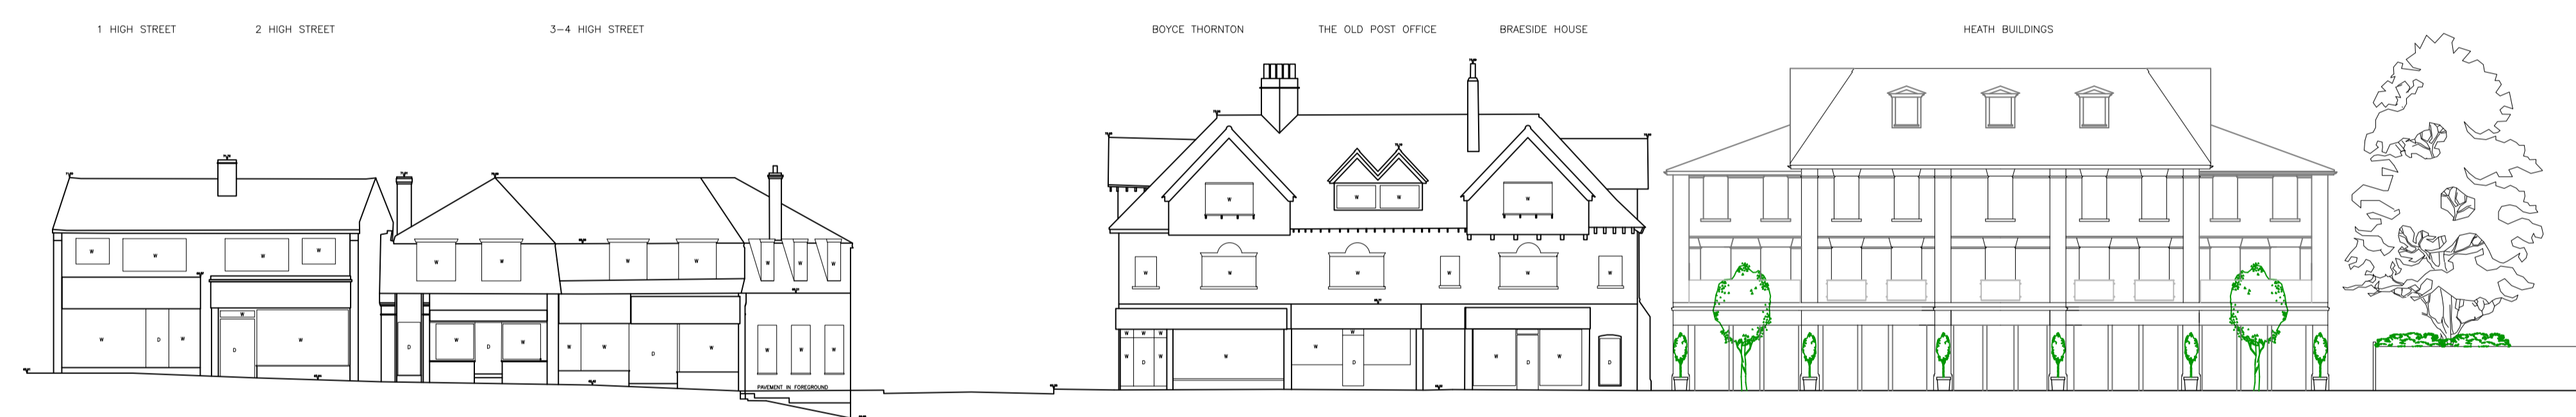 1 HIGH STREET
2 HIGH STREET
3-4 HIGH STREET
BOYCE THORNTON
THE OLD POST OFFICE
BRAESIDE HOUSE
HEATH BUILDINGS
W W W W
W W W W W W W
W W W
W
W W W W W W
W
W D W
D
W
D
W D W
W W
D
W
W W W
W W W
W D W
W
W
W
D
W D W
D
PAVEMENT IN FOREGROUND